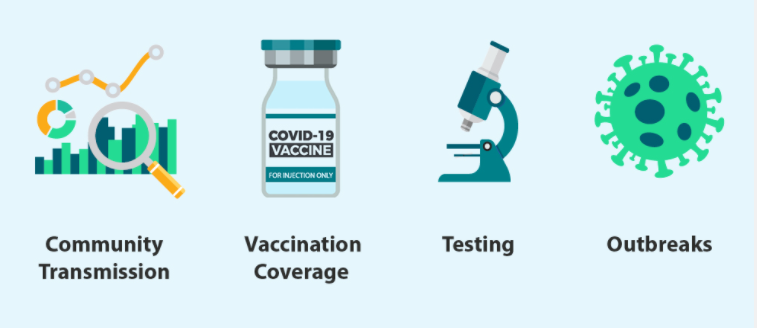 COVID-19
VACCINE
FOR INJECTION ONLY
Community
Transmission
Vaccination
Coverage
Testing
Outbreaks